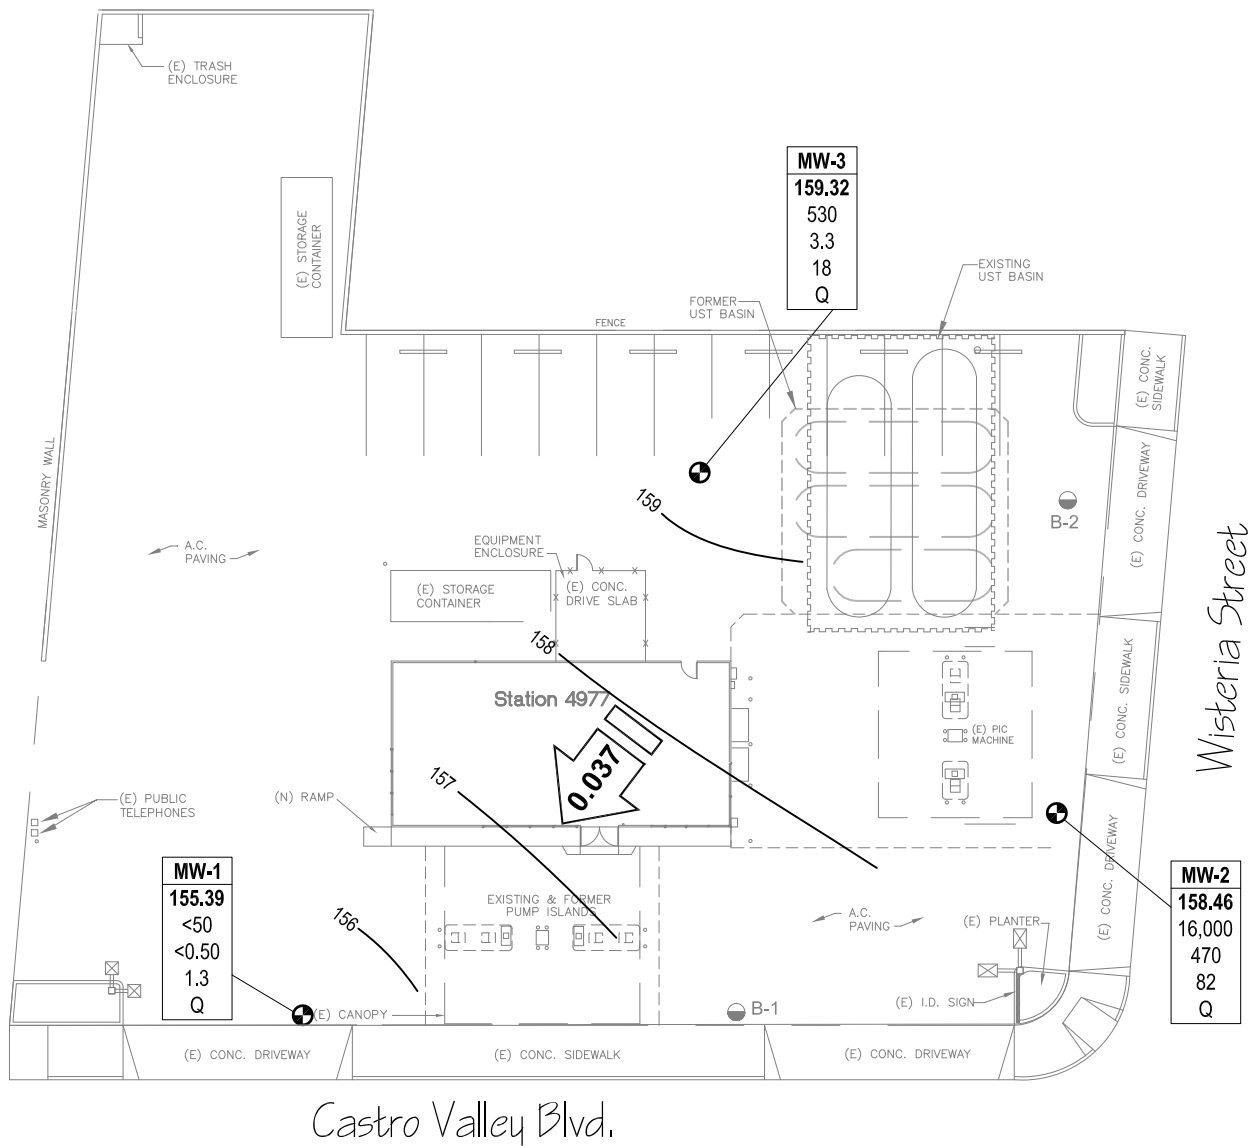 (E) TRASH
ENCLOSURE
MW-3
159.32
530
3.3
18
Q
(E) STORAGE
CONTAINER
EXISTING
UST BASIN
FORMER
UST BASIN
FENCE
(E) CONC.
SIDEWALK
MASONRY WALL
159
(E) CONC. DRIVEWAY
B-2
A.C.
PAVING
EQUIPMENT
ENCLOSURE
(E) STORAGE
CONTAINER
(E) CONC.
DRIVE SLAB
Wisteria Street
158
Station 4977
(E) CONC. SIDEWALK
(E) PIC
MACHINE
0.037
157
(E) PUBLIC
TELEPHONES
(N) RAMP
MW-1
155.39
<50
<0.50
1.3
Q
(E) CONC. DRIVEWAY
MW-2
158.46
16,000
470
82
Q
156
EXISTING & FORMER
PUMP ISLANDS
A.C.
PAVING
(E) PLANTER
(E) I.D. SIGN
(E) CANOPY
B-1
(E) CONC. DRIVEWAY
(E) CONC. SIDEWALK
(E) CONC. DRIVEWAY
Castro Valley Blvd.